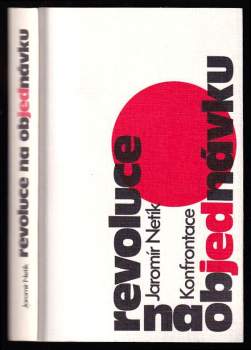 Jaromír Netík revoluce na objednávku
revoluce
Jaromír Netík
Konfrontace
na
objednávku